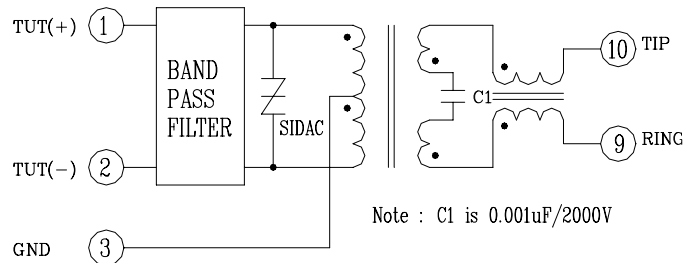 TUT(+) 1
BAND
PASS
FILTER
SIDAC
C1
10 TIP
TUT(-) 2
9 RING
GND 3
Note : C1 is 0.001uF/2000V